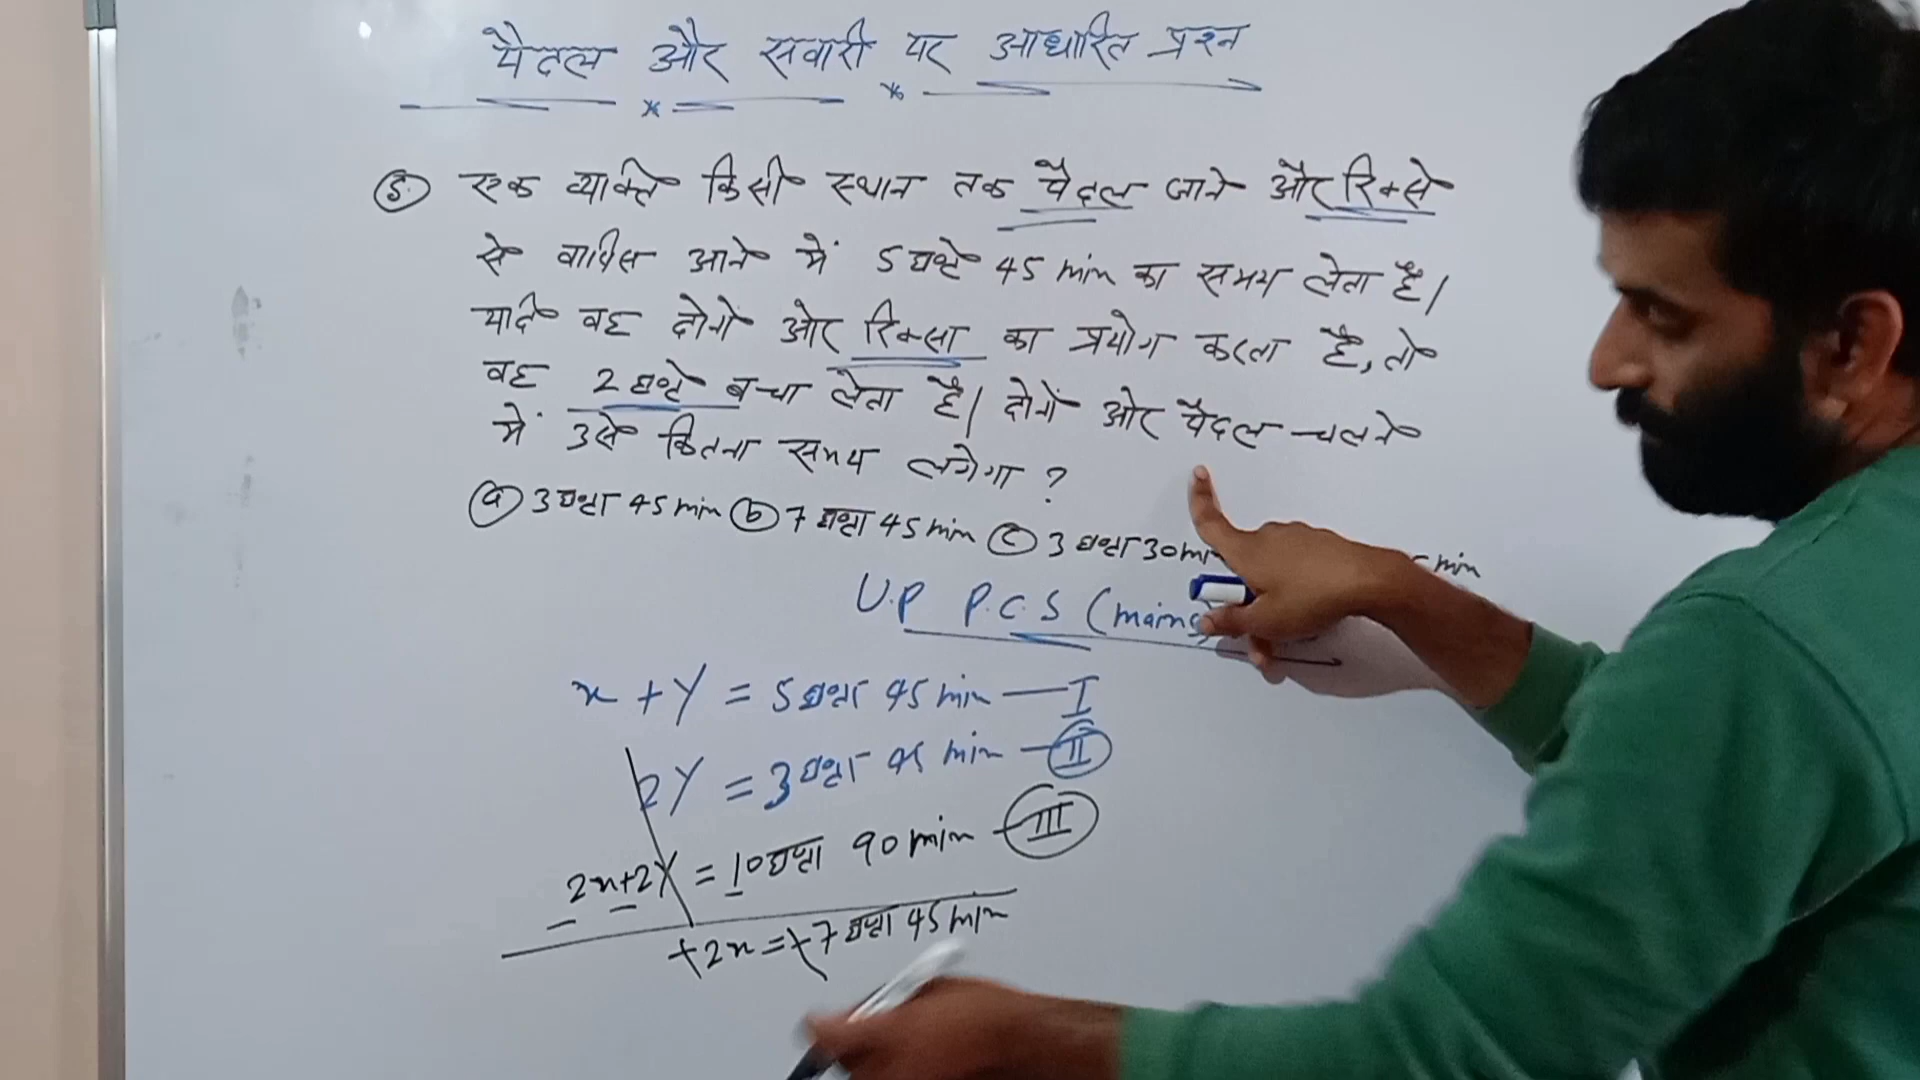 पैदल और सवारी पर आधारित प्रश्न
5. एक व्यक्ति किसी स्थान तक पैदल जाने और रिक्से
से वापिस आने में 5 घण्टे 45 min का समय लेता है।
यदि वह दोनो ओर रिक्सा का प्रयोग करता है, तो
वह 2 घण्टे बचा लेता है। दोनों ओर पैदल चलने
में उसे कितना समय लगेगा ?
(a) 3 घण्टा 45 min (b) 7 घण्टा 45 min (c) 3 घण्टा 30 min
U.P P.C.S (mains)
x + Y = 5 घण्टा 45 min — I
2Y = 3 घण्टा 45 min — II
2x+2Y = 10 घण्टा 90 min — III
+2x = +7 घण्टा 45 min